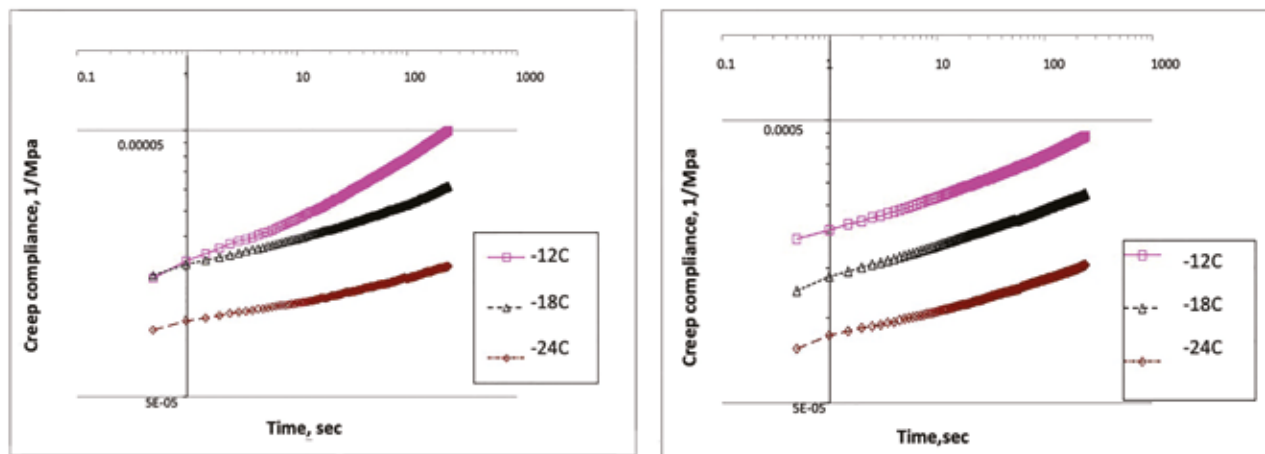 0.1 1 10 100 1000
0.00005
Creep compliance, 1/Mpa
-12C
-18C
-24C
5E-05
Time, sec
0.1 1 10 100 1000
0.0005
Creep compliance, 1/Mpa
-12C
-18C
-24C
5E-05
Time,sec